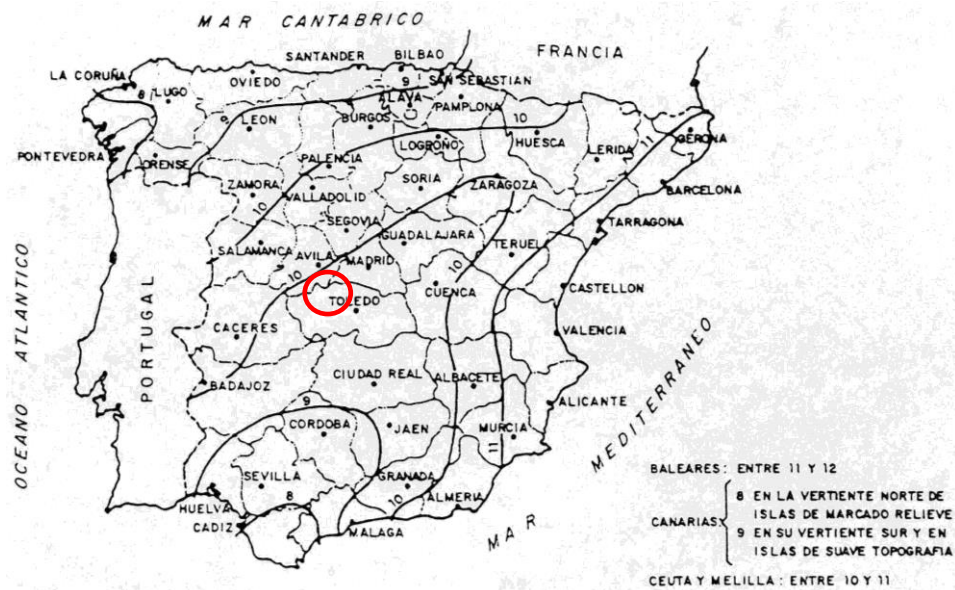 MAR CANTABRICO
FRANCIA
SANTANDER
BILBAO
LA CORUÑA
OVIEDO
SAN SEBASTIAN
8
LUGO
9
ALAVA
PAMPLONA
9
LEON
BURGOS
10
GERONA
PONTEVEDRA
ORENSE
LOGROÑO
HUESCA
LERIDA
11
PALENCIA
ZAMORA
VALLADOLID
SORIA
ZARAGOZA
BARCELONA
10
SEGOVIA
TARRAGONA
SALAMANCA
AVILA
MADRID
GUADALAJARA
TERUEL
10
10
CUENCA
CASTELLON
TOLEDO
OCEANO ATLANTICO
PORTUGAL
CACERES
VALENCIA
BADAJOZ
CIUDAD REAL
ALBACETE
ALICANTE
9
CORDOBA
JAEN
MURCIA
11
MAR MEDITERRANEO
SEVILLA
8
GRANADA
10
ALMERIA
HUELVA
CADIZ
MALAGA
BALEARES: ENTRE 11 Y 12
CANARIAS
8 EN LA VERTIENTE NORTE DE
ISLAS DE MARCADO RELIEVE
9 EN SU VERTIENTE SUR Y EN
ISLAS DE SUAVE TOPOGRAFIA
CEUTA Y MELILLA: ENTRE 10 Y 11